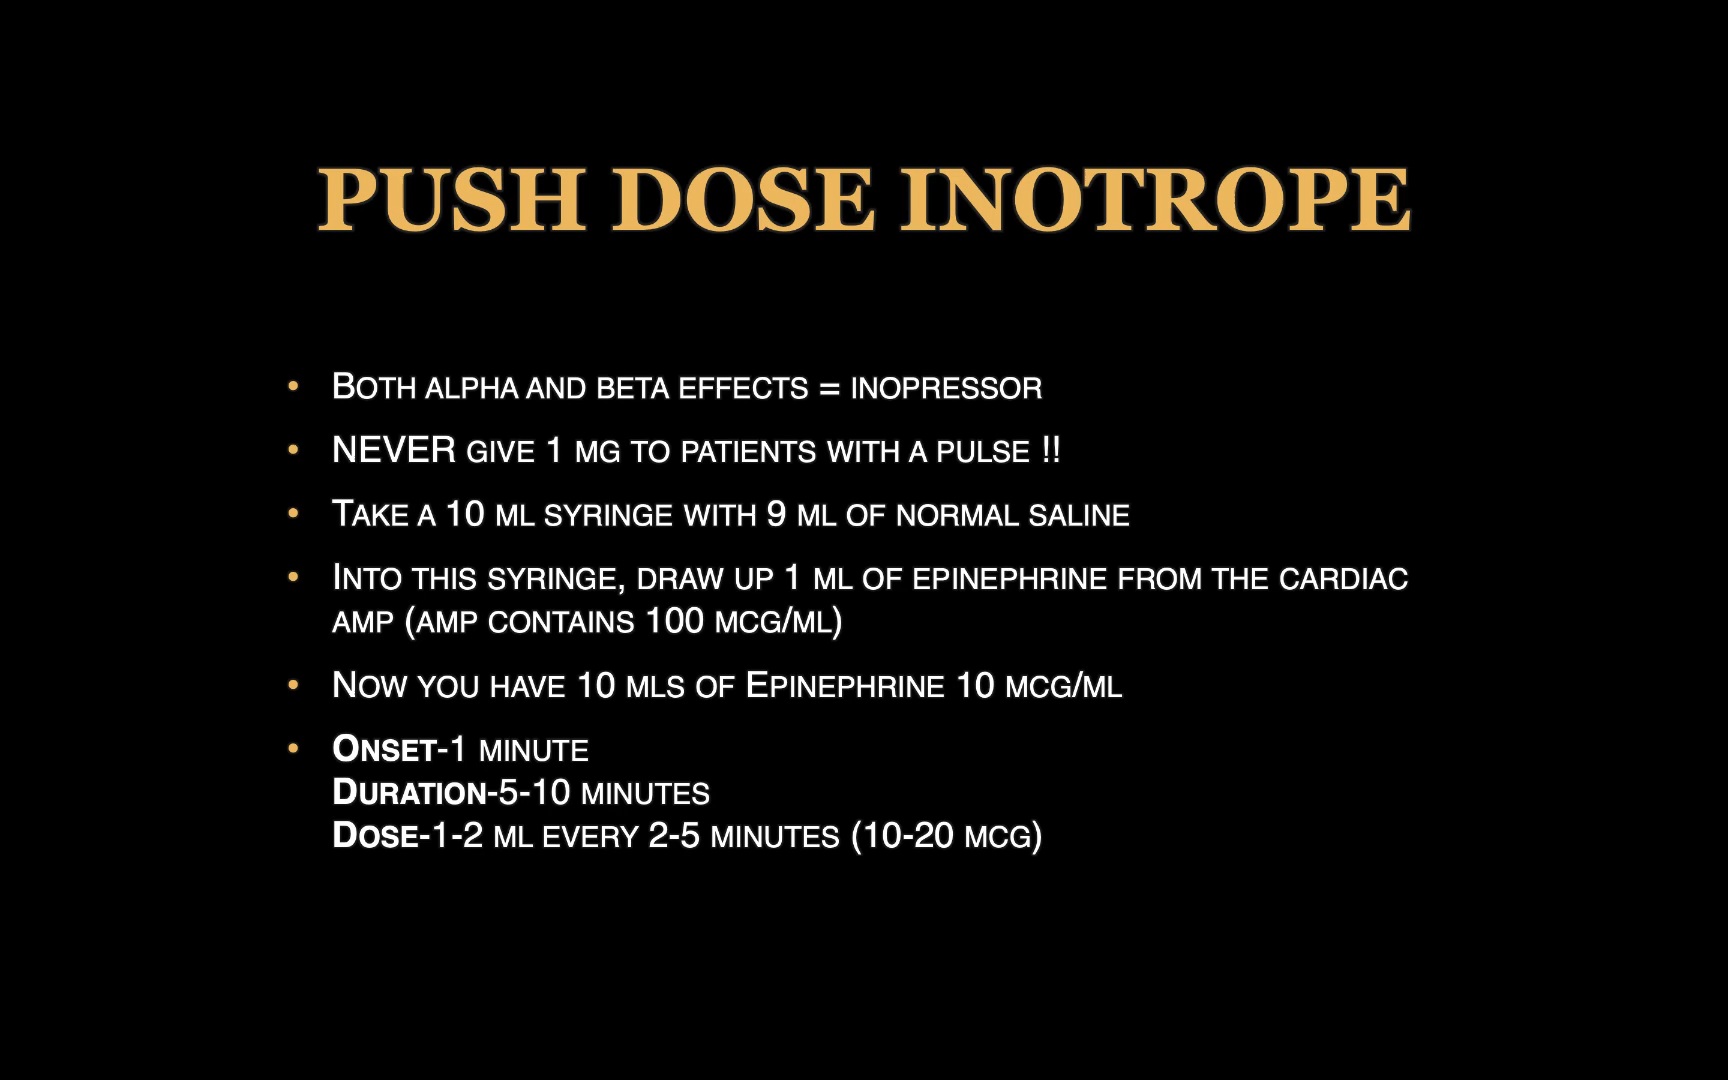 PUSH DOSE INOTROPE
• Both alpha and beta effects = inopressor
• NEVER give 1 mg to patients with a pulse !!
• Take a 10 ml syringe with 9 ml of normal saline
• Into this syringe, draw up 1 ml of epinephrine from the cardiac
amp (amp contains 100 mcg/ml)
• Now you have 10 mls of Epinephrine 10 mcg/ml
• Onset-1 minute
Duration-5-10 minutes
Dose-1-2 ml every 2-5 minutes (10-20 mcg)